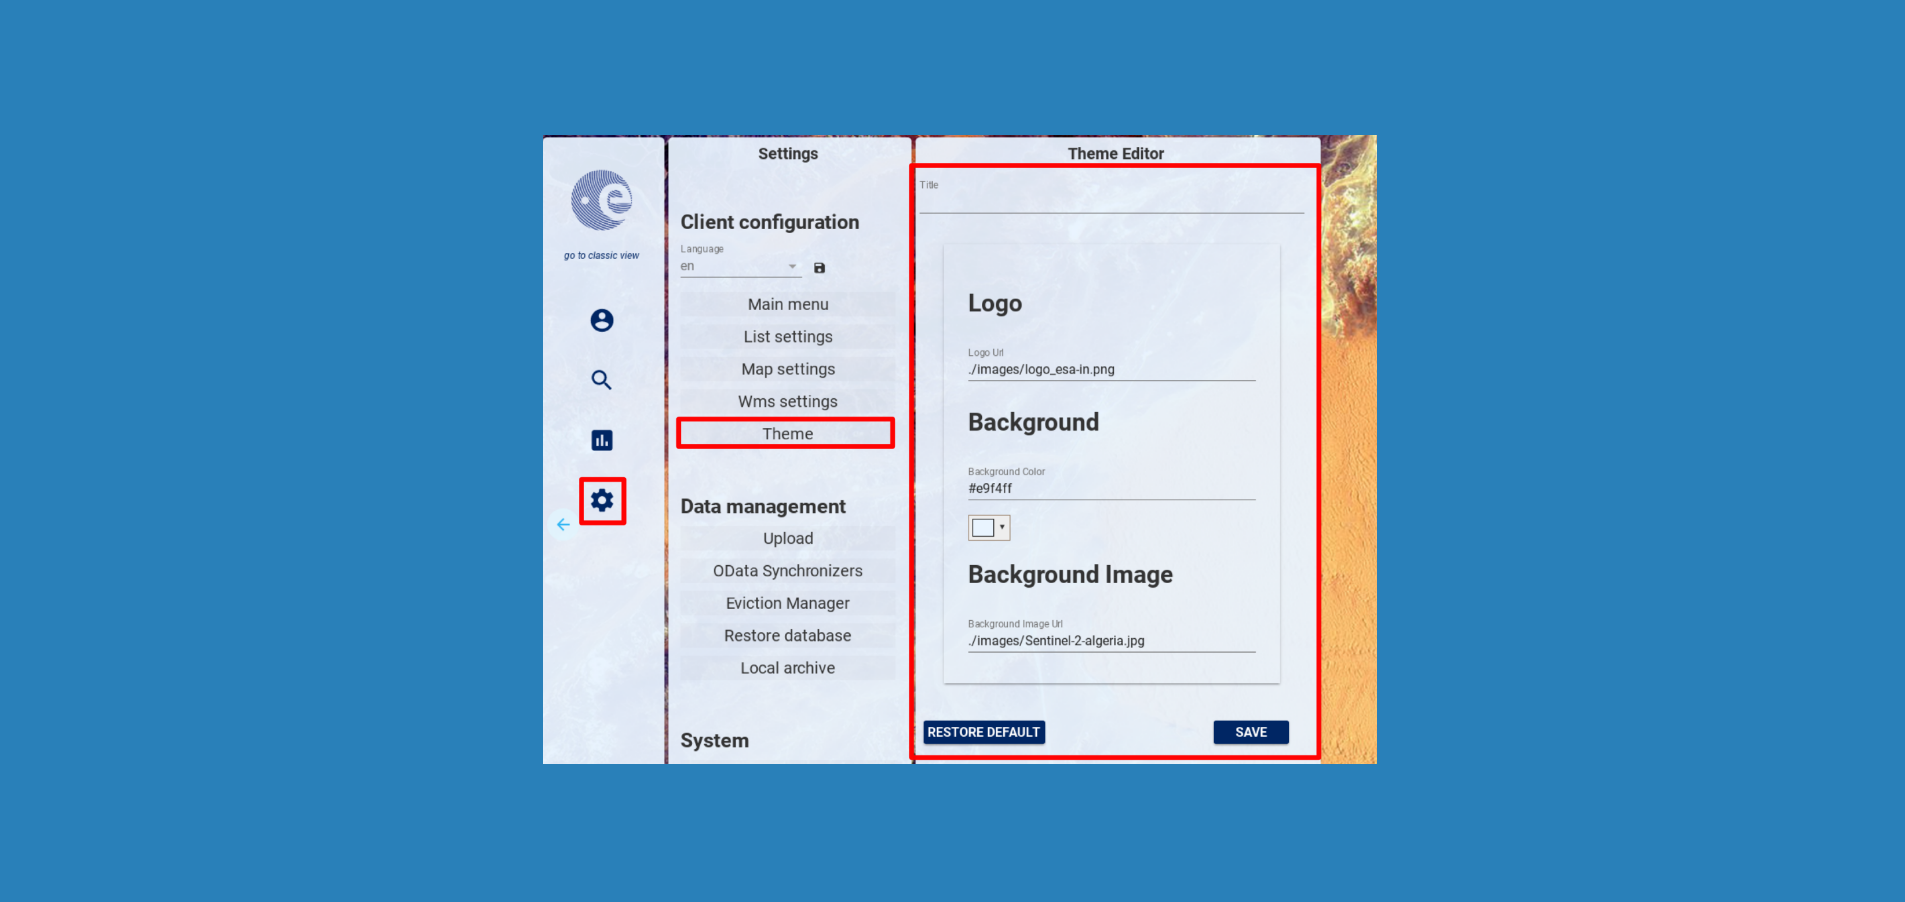 go to classic view
Settings
Client configuration
Language
en
Main menu
List settings
Map settings
Wms settings
Theme
Data management
Upload
OData Synchronizers
Eviction Manager
Restore database
Local archive
System
Theme Editor
Title
Logo
Logo Url
./images/logo_esa-in.png
Background
Background Color
#e9f4ff
Background Image
Background Image Url
./images/Sentinel-2-algeria.jpg
RESTORE DEFAULT
SAVE